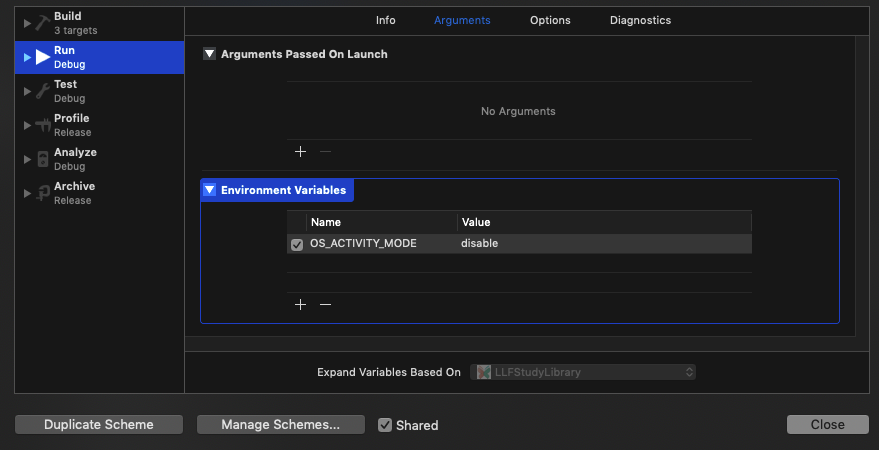 Build
3 targets
Run
Debug
Test
Debug
Profile
Release
Analyze
Debug
Archive
Release
Info Arguments Options Diagnostics
Arguments Passed On Launch
No Arguments
Environment Variables
Name Value
OS_ACTIVITY_MODE disable
Expand Variables Based On LLFStudyLibrary
Duplicate Scheme Manage Schemes... Shared Close